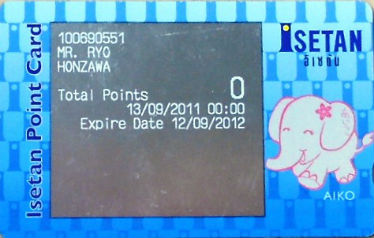 Isetan Point Card
100690551
MR. RYO
HONZAWA
Total Points 0
13/09/2011 00:00
Expire Date 12/09/2012
ISETAN
อิเซตัน
AIKO